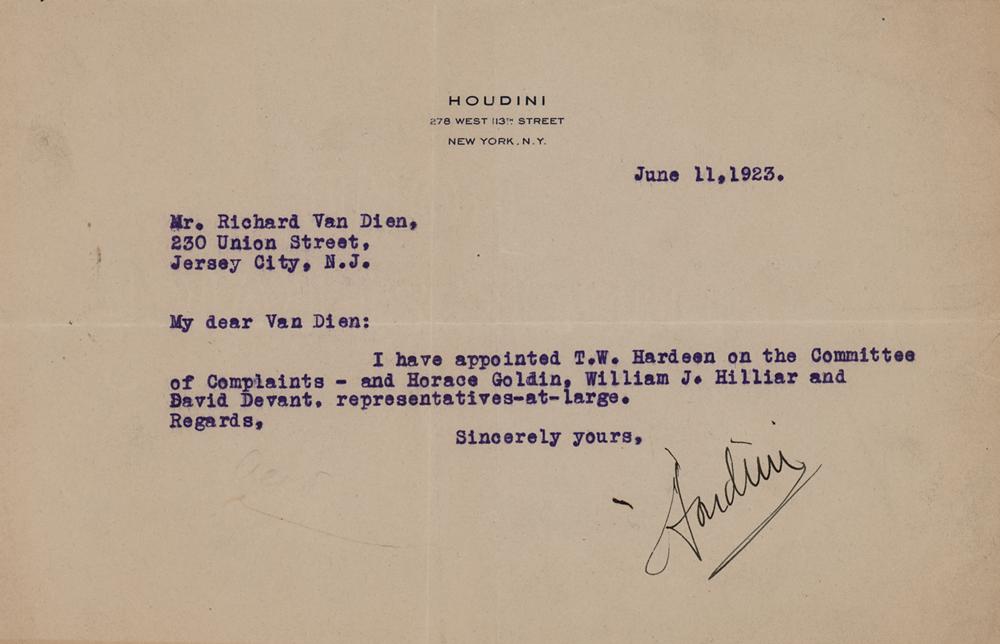 HOUDINI
278 WEST 113TH STREET
NEW YORK, N.Y.
June 11,1923.
Mr. Richard Van Dien,
230 Union Street,
Jersey City, N.J.
My dear Van Dien:
I have appointed T.W. Hardeen on the Committee
of Complaints - and Horace Goldin, William J. Hilliar and
David Devant. representatives-at-large.
Regards,
Sincerely yours,
Houdini